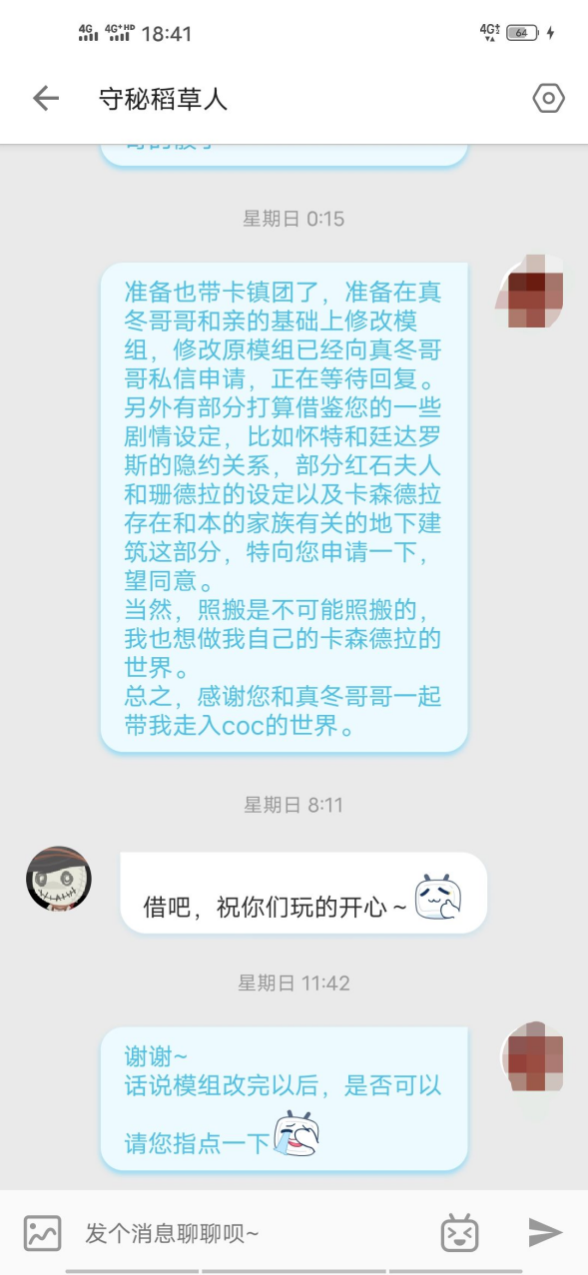 4G 4G+HD 18:41 4G 64
守秘稻草人
星期日 0:15
准备也带卡镇团了，准备在真
冬哥哥和亲的基础上修改模
组，修改原模组已经向真冬哥
哥私信申请，正在等待回复。
另外有部分打算借鉴您的一些
剧情设定，比如怀特和廷达罗
斯的隐约关系，部分红石夫人
和珊德拉的设定以及卡森德拉
存在和本的家族有关的地下建
筑这部分，特向您申请一下，
望同意。
当然，照搬是不可能照搬的，
我也想做我自己的卡森德拉的
世界。
总之，感谢您和真冬哥哥一起
带我走入coc的世界。
星期日 8:11
借吧，祝你们玩的开心~
星期日 11:42
谢谢~
话说模组改完以后，是否可以
请您指点一下
发个消息聊聊呗~